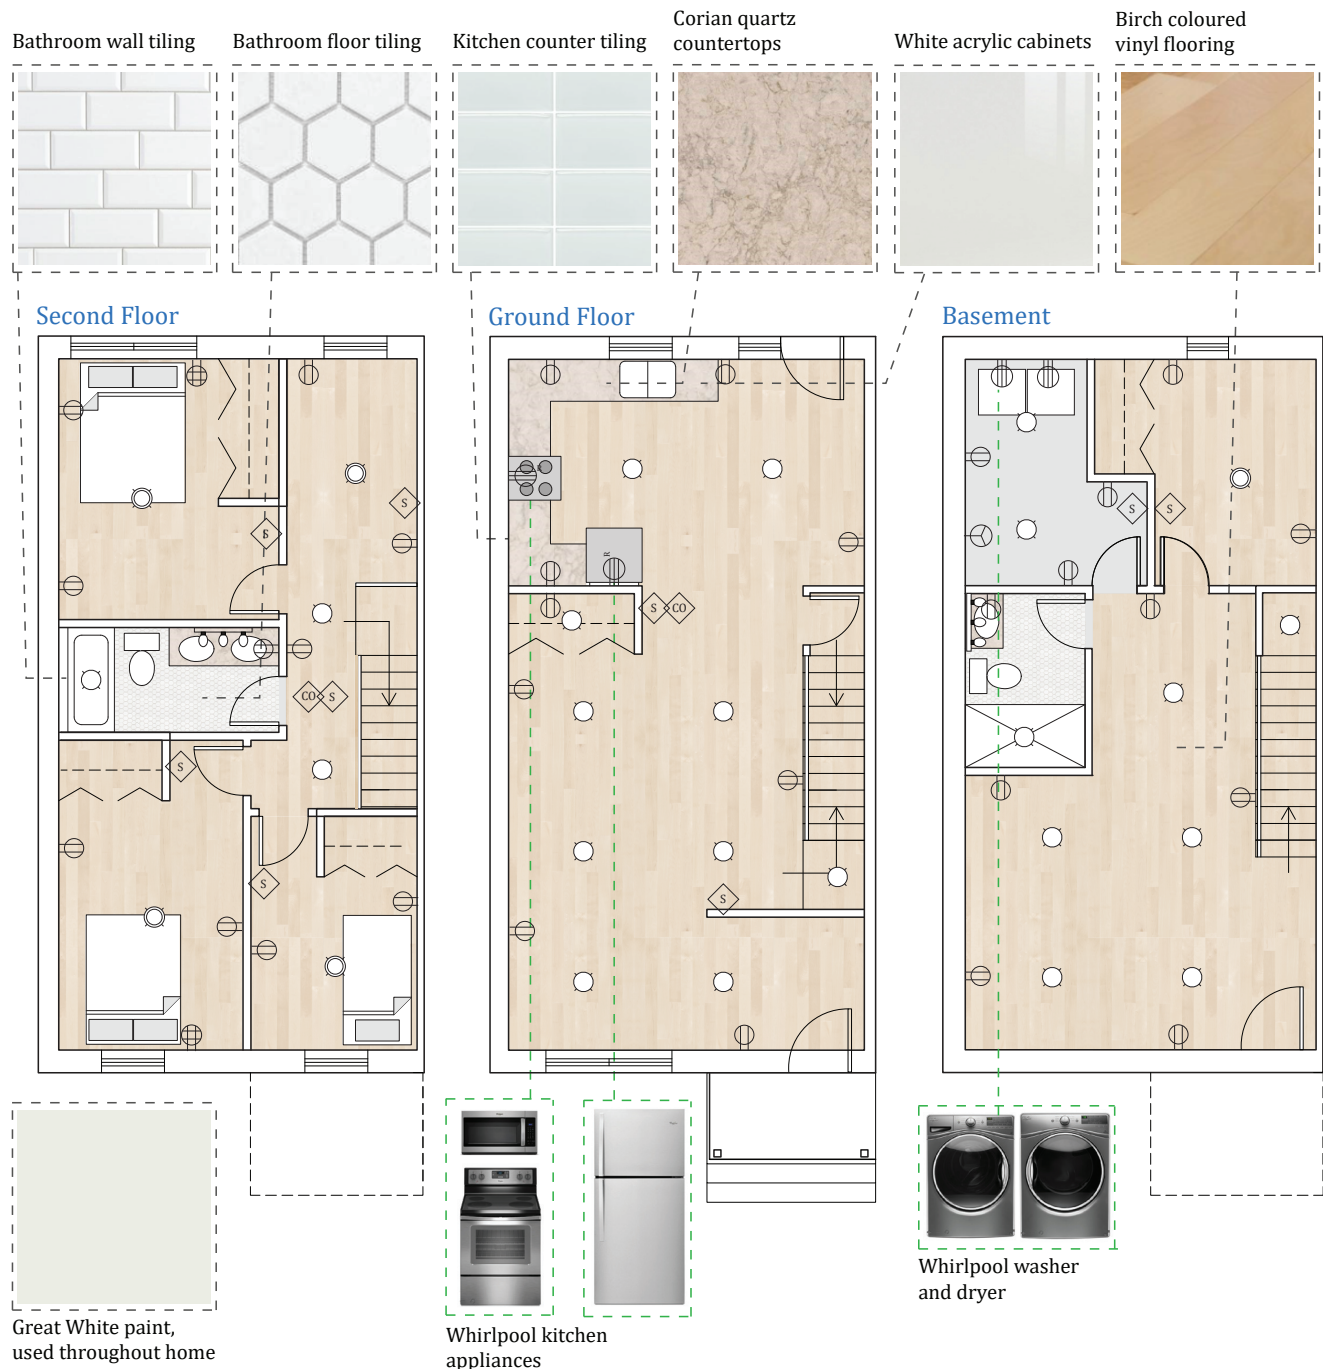 Bathroom wall tiling
Bathroom floor tiling
Kitchen counter tiling
Corian quartz
countertops
White acrylic cabinets
Birch coloured
vinyl flooring
Second Floor
Ground Floor
Basement
S
S
S
R
S
CO
S
CO
S
S
S
S
Great White paint,
used throughout home
Whirlpool kitchen
appliances
Whirlpool washer
and dryer